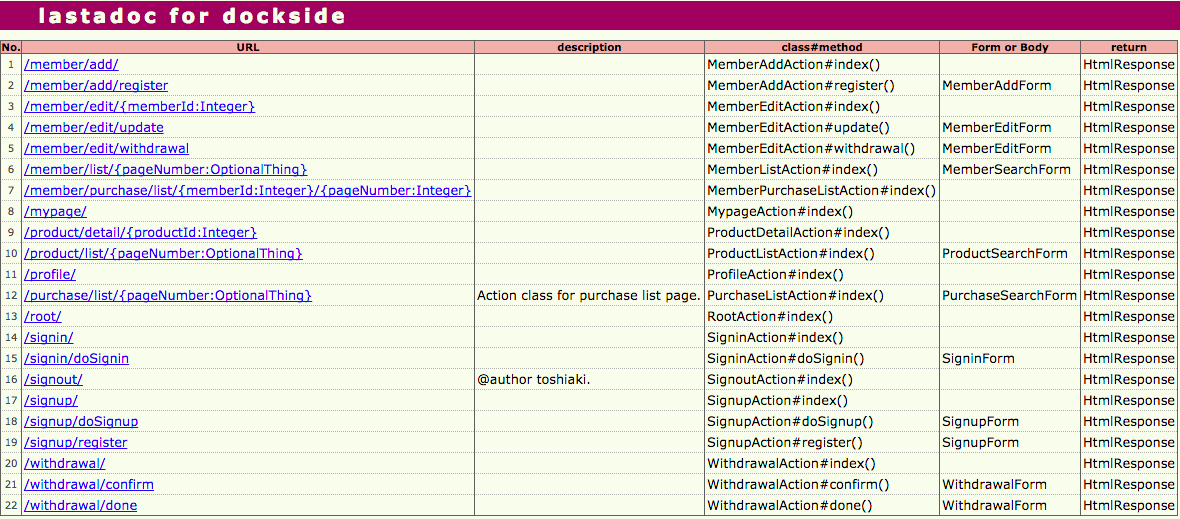 lastadoc for dockside
No. URL description class#method Form or Body return
1 /member/add/ MemberAddAction#index() HtmlResponse
2 /member/add/register MemberAddAction#register() MemberAddForm HtmlResponse
3 /member/edit/{memberId:Integer} MemberEditAction#index() HtmlResponse
4 /member/edit/update MemberEditAction#update() MemberEditForm HtmlResponse
5 /member/edit/withdrawal MemberEditAction#withdrawal() MemberEditForm HtmlResponse
6 /member/list/{pageNumber:OptionalThing} MemberListAction#index() MemberSearchForm HtmlResponse
7 /member/purchase/list/{memberId:Integer}/{pageNumber:Integer} MemberPurchaseListAction#index() HtmlResponse
8 /mypage/ MypageAction#index() HtmlResponse
9 /product/detail/{productId:Integer} ProductDetailAction#index() HtmlResponse
10 /product/list/{pageNumber:OptionalThing} ProductListAction#index() ProductSearchForm HtmlResponse
11 /profile/ ProfileAction#index() HtmlResponse
12 /purchase/list/{pageNumber:OptionalThing} Action class for purchase list page. PurchaseListAction#index() PurchaseSearchForm HtmlResponse
13 /root/ RootAction#index() HtmlResponse
14 /signin/ SigninAction#index() HtmlResponse
15 /signin/doSignin SigninAction#doSignin() SigninForm HtmlResponse
16 /signout/ @author toshiaki. SignoutAction#index() HtmlResponse
17 /signup/ SignupAction#index() HtmlResponse
18 /signup/doSignup SignupAction#doSignup() SignupForm HtmlResponse
19 /signup/register SignupAction#register() SignupForm HtmlResponse
20 /withdrawal/ WithdrawalAction#index() HtmlResponse
21 /withdrawal/confirm WithdrawalAction#confirm() WithdrawalForm HtmlResponse
22 /withdrawal/done WithdrawalAction#done() WithdrawalForm HtmlResponse